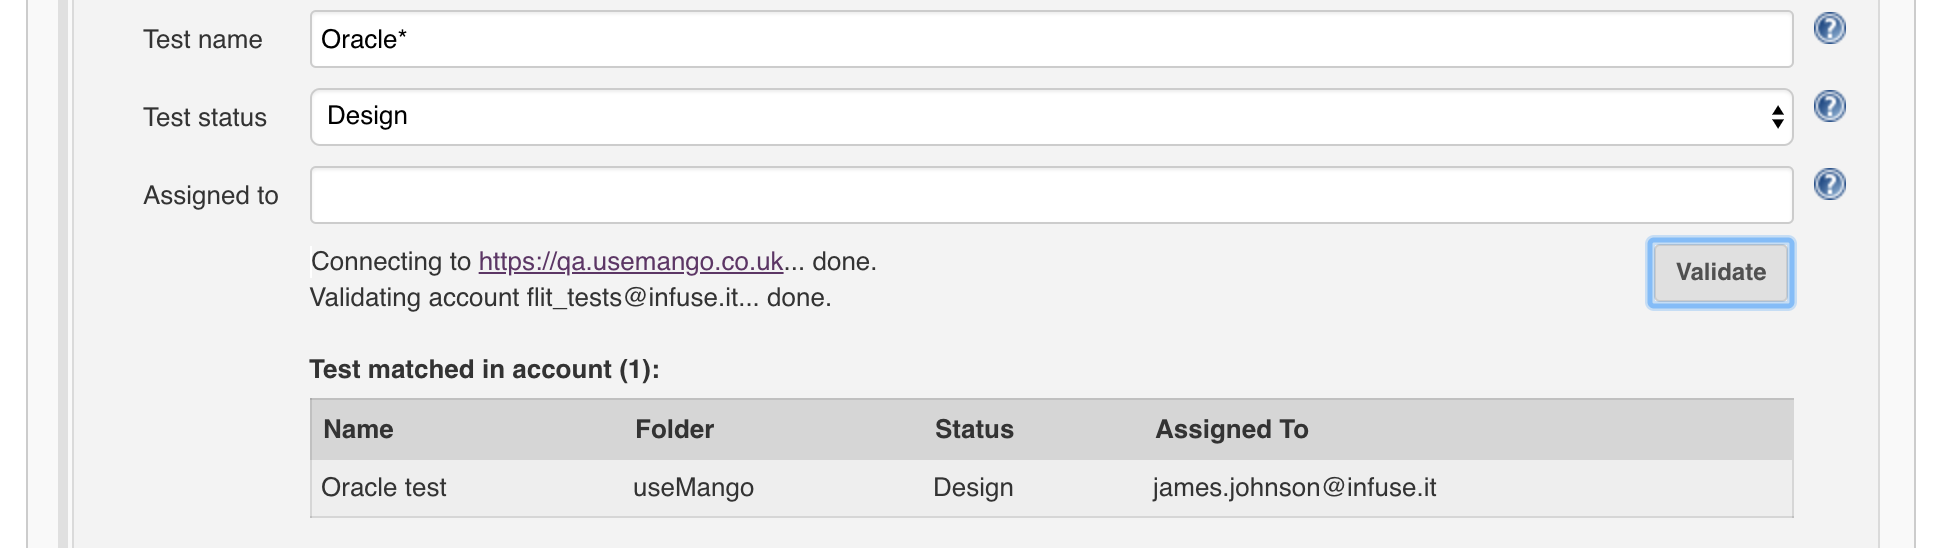 Test name Oracle*
Test status Design
Assigned to
Connecting to https://qa.usemango.co.uk... done.
Validate
Validating account flit_tests@infuse.it... done.
Test matched in account (1):
Name Folder Status Assigned To
Oracle test useMango Design james.johnson@infuse.it